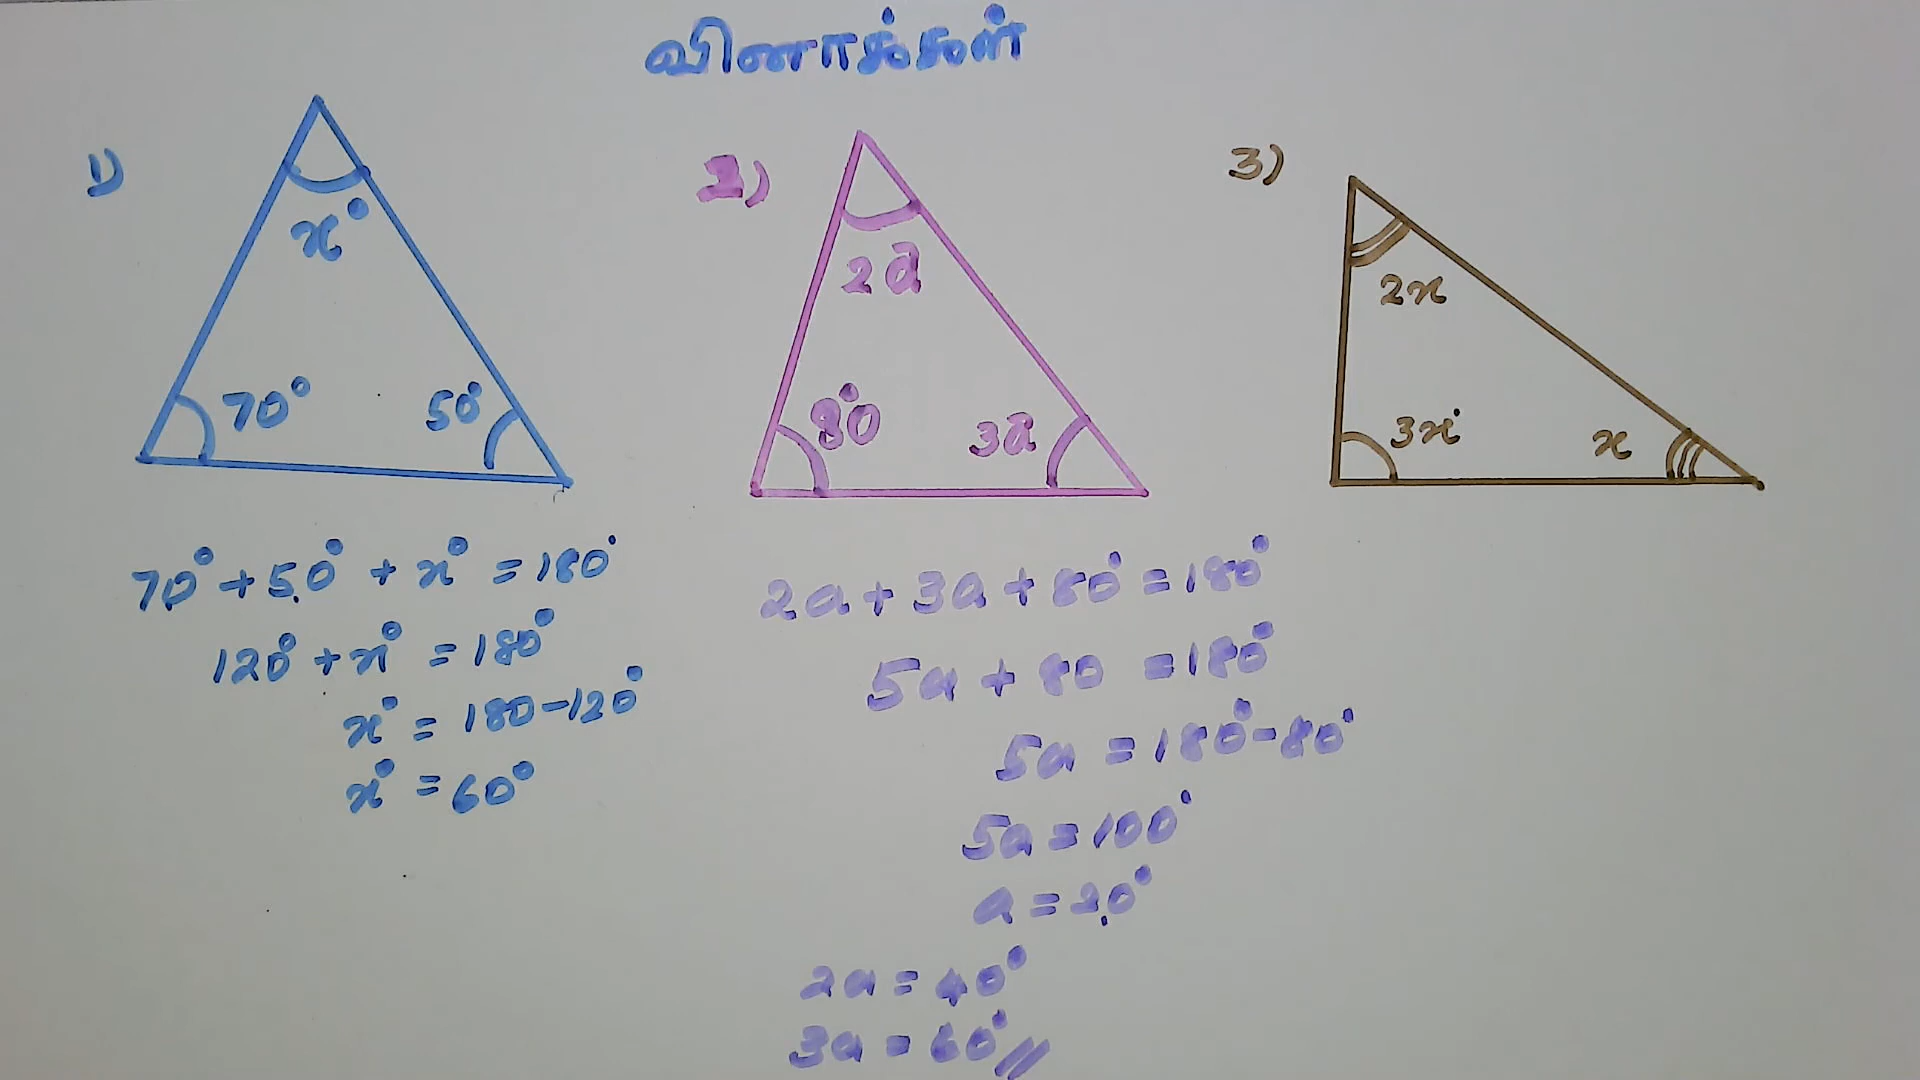 வினாக்கள்
1)
x°
70°
50°
70° + 50° + x° = 180°
120° + x° = 180°
x° = 180 - 120°
x° = 60°
2)
2a
80°
3a
2a + 3a + 80° = 180°
5a + 80 = 180°
5a = 180° - 80°
5a = 100°
a = 20°
2a = 40°
3a = 60°//
3)
2x
3x°
x